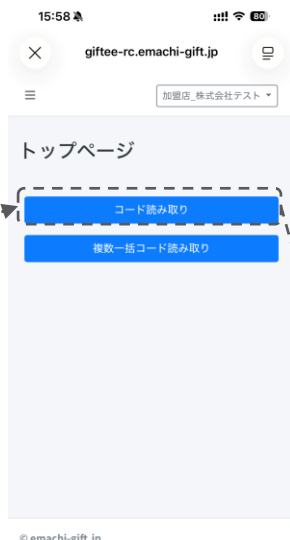 15:58
80
giftee-rc.emachi-gift.jp
加盟店_株式会社テスト
トップページ
コード読み取り
複数一括コード読み取り
© emachi-gift.jp